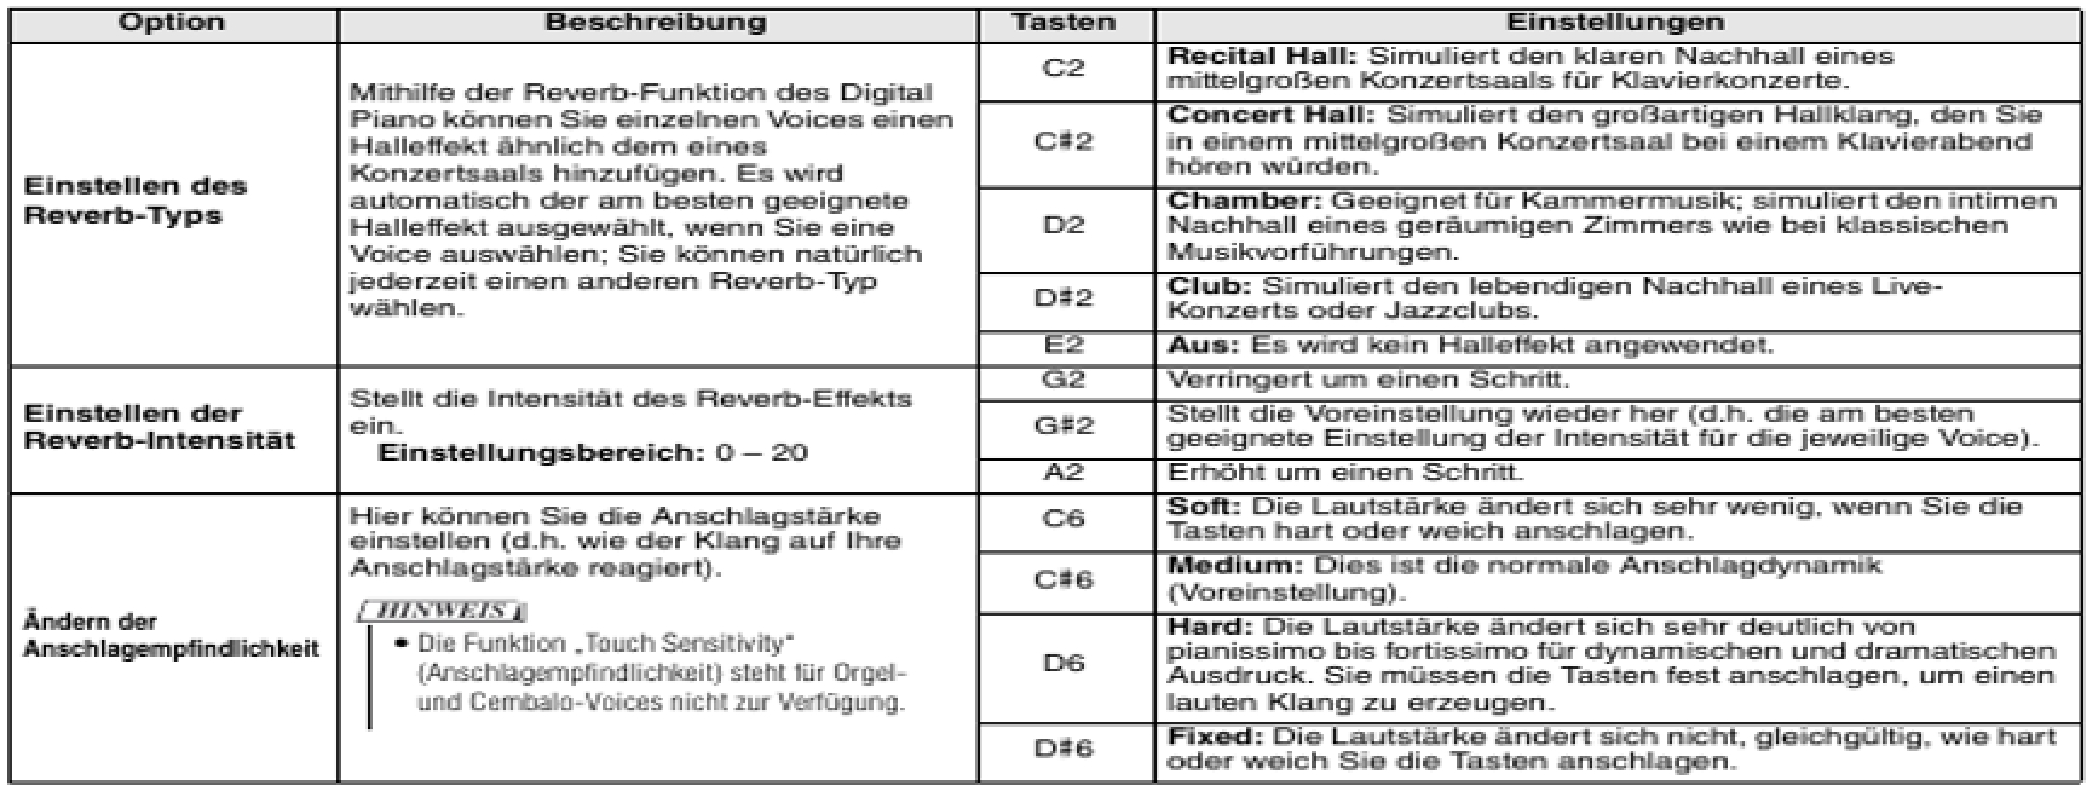 Option Beschreibung Tasten Einstellungen
Einstellen des
Reverb-Typs
Mithilfe der Reverb-Funktion des Digital
Piano können Sie einzelnen Voices einen
Halleffekt ähnlich dem eines
Konzertsaals hinzufügen. Es wird
automatisch der am besten geeignete
Halleffekt ausgewählt, wenn Sie eine
Voice auswählen; Sie können natürlich
jederzeit einen anderen Reverb-Typ
wählen.
C2
Recital Hall: Simuliert den klaren Nachhall eines
mittelgroßen Konzertsaals für Klavierkonzerte.
C#2
Concert Hall: Simuliert den großartigen Hallklang, den Sie
in einem mittelgroßen Konzertsaal bei einem Klavierabend
hören würden.
D2
Chamber: Geeignet für Kammermusik; simuliert den intimen
Nachhall eines geräumigen Zimmers wie bei klassischen
Musikvorführungen.
D#2
Club: Simuliert den lebendigen Nachhall eines Live-
Konzerts oder Jazzclubs.
E2
Aus: Es wird kein Halleffekt angewendet.
Einstellen der
Reverb-Intensität
Stellt die Intensität des Reverb-Effekts
ein.
Einstellungsbereich: 0 – 20
G2
Verringert um einen Schritt.
G#2
Stellt die Voreinstellung wieder her (d.h. die am besten
geeignete Einstellung der Intensität für die jeweilige Voice).
A2
Erhöht um einen Schritt.
Ändern der
Anschlagempfindlichkeit
Hier können Sie die Anschlagstärke
einstellen (d.h. wie der Klang auf Ihre
Anschlagstärke reagiert).
HINWEIS
• Die Funktion „Touch Sensitivity“
(Anschlagempfindlichkeit) steht für Orgel-
und Cembalo-Voices nicht zur Verfügung.
C6
Soft: Die Lautstärke ändert sich sehr wenig, wenn Sie die
Tasten hart oder weich anschlagen.
C#6
Medium: Dies ist die normale Anschlagdynamik
(Voreinstellung).
D6
Hard: Die Lautstärke ändert sich sehr deutlich von
pianissimo bis fortissimo für dynamischen und dramatischen
Ausdruck. Sie müssen die Tasten fest anschlagen, um einen
lauten Klang zu erzeugen.
D#6
Fixed: Die Lautstärke ändert sich nicht, gleichgültig, wie hart
oder weich Sie die Tasten anschlagen.